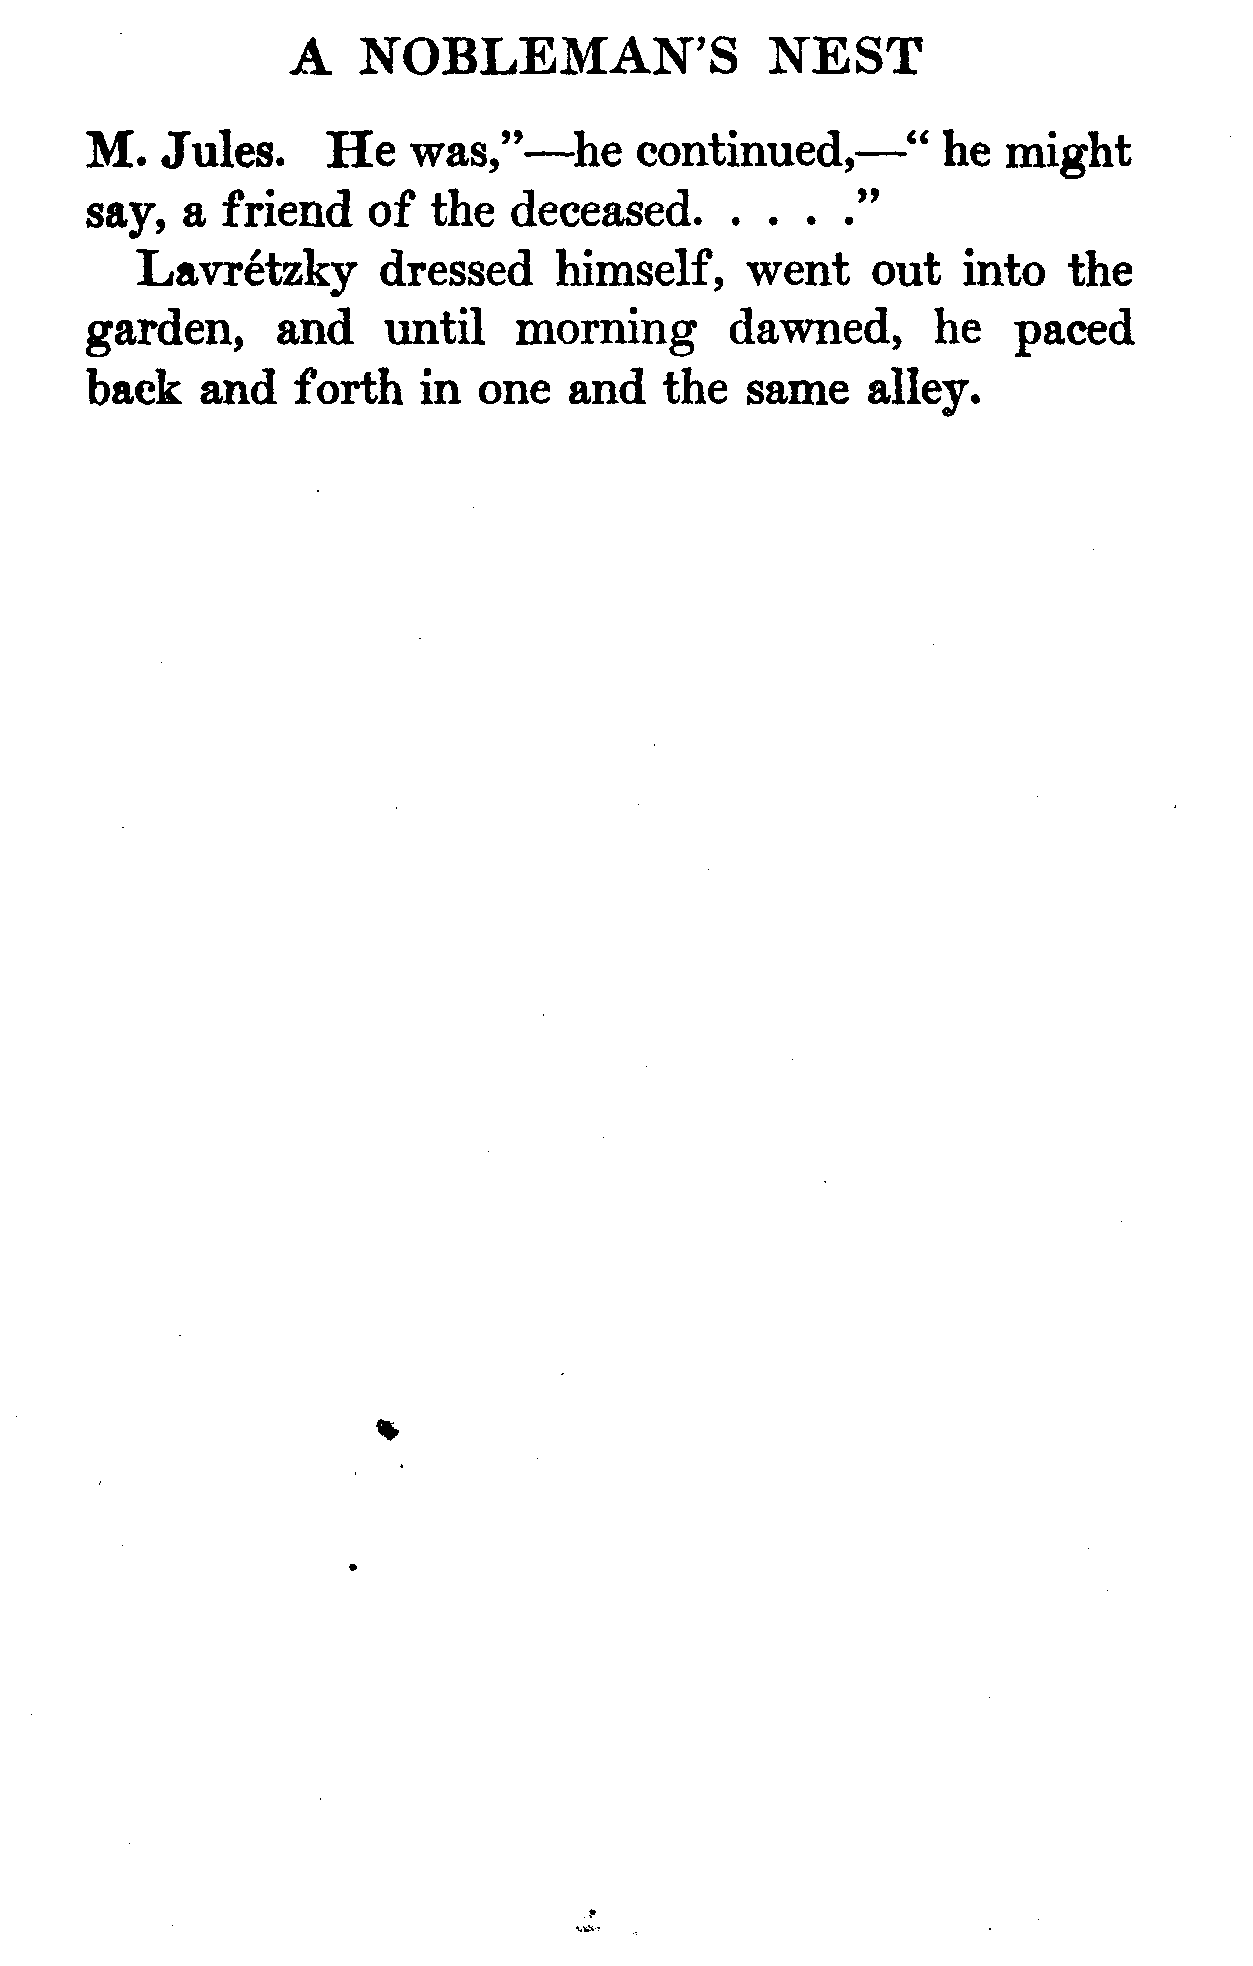 A NOBLEMAN'S NEST
M. Jules. He was,”—he continued,—“ he might
say, a friend of the deceased. . . . .”
Lavrétzky dressed himself, went out into the
garden, and until morning dawned, he paced
back and forth in one and the same alley.